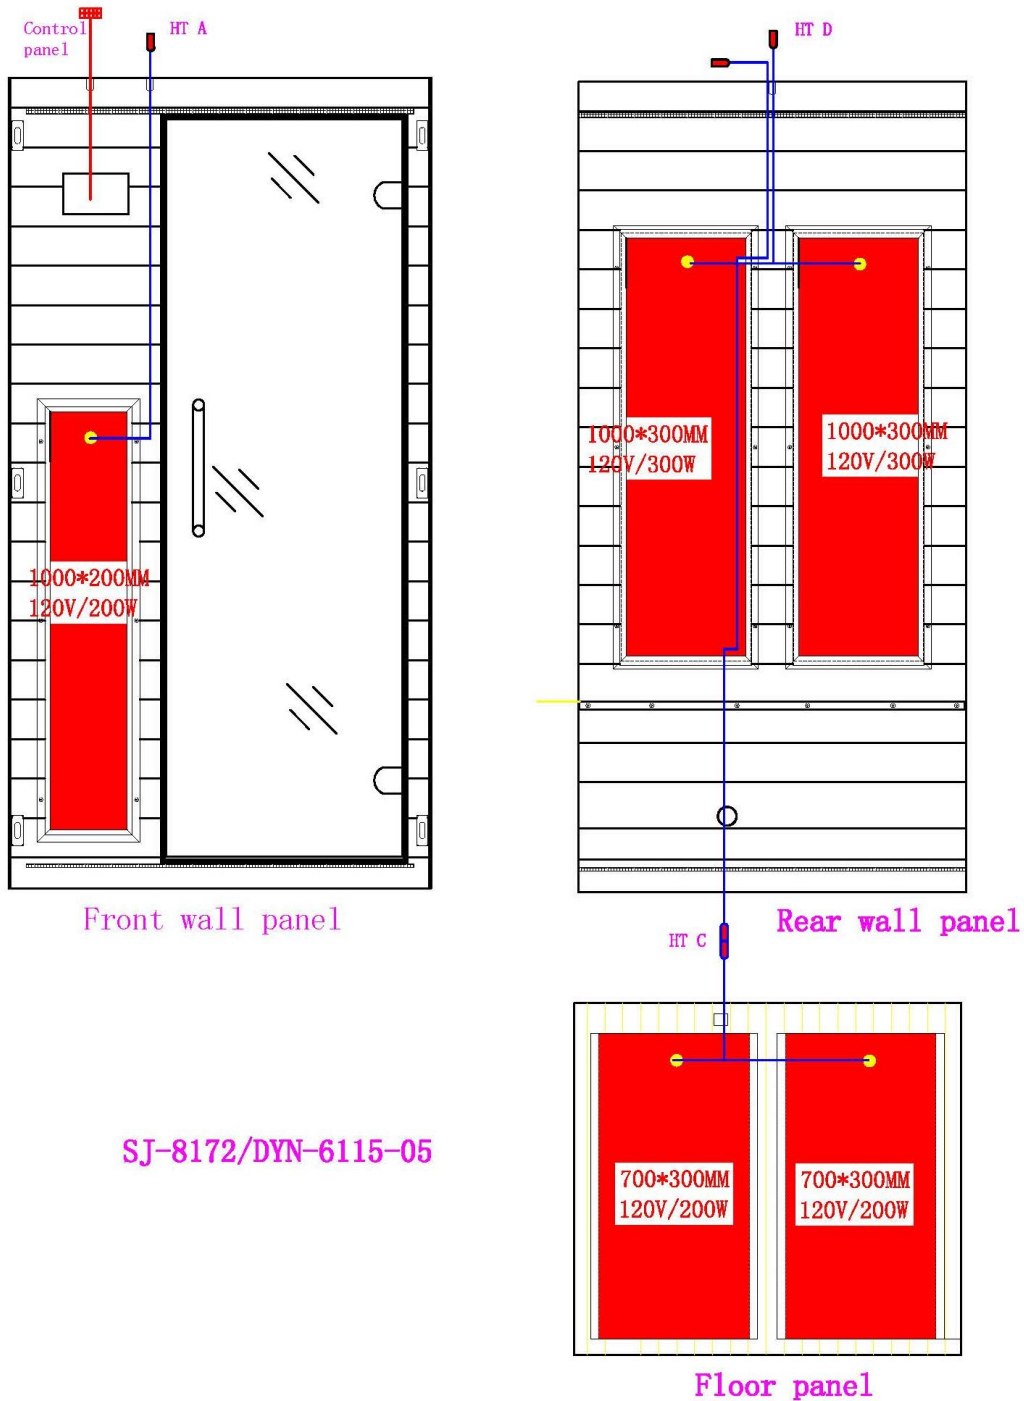 Control
panel
HT A
HT D
1000*300MM
120V/300W
1000*300MM
120V/300W
1000*200MM
120V/200W
Front wall panel
Rear wall panel
HT C
SJ-8172/DYN-6115-05
700*300MM
120V/200W
700*300MM
120V/200W
Floor panel